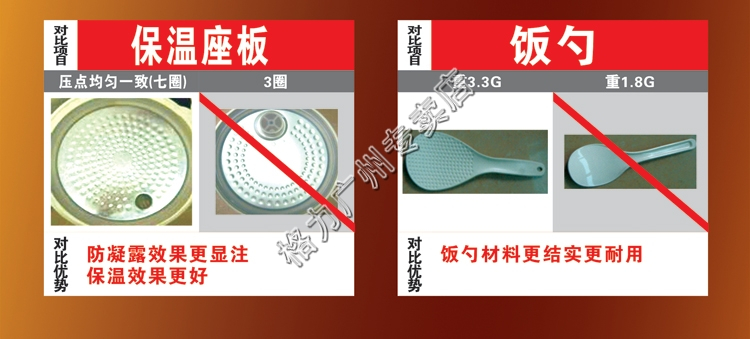 对比项目
保温座板
压点均匀一致(七圈)
3圈
对比优势
防凝露效果更显注
保温效果更好
对比项目
饭勺
3.3G
重1.8G
对比优势
饭勺材料更结实更耐用
格力广州专卖店